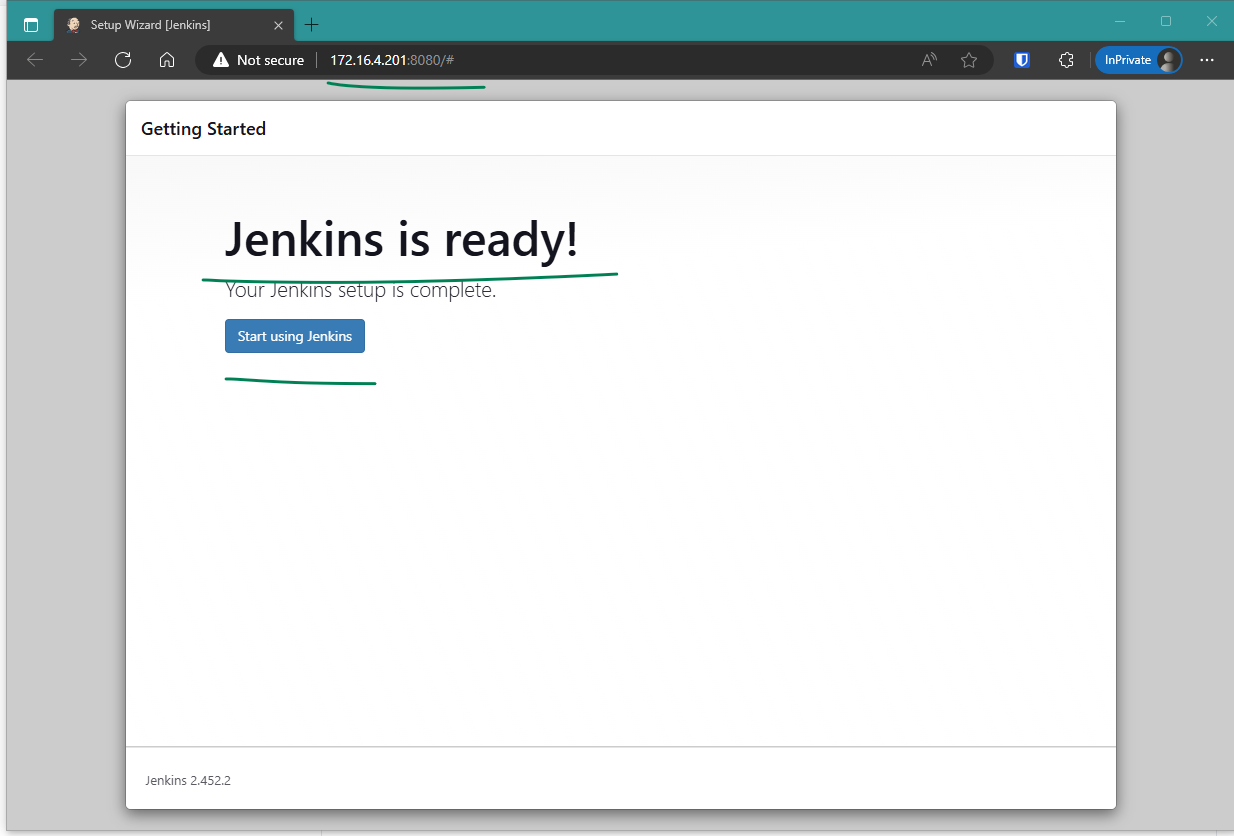 Setup Wizard [Jenkins]
Not secure
172.16.4.201:8080/#
InPrivate
Getting Started
Jenkins is ready!
Your Jenkins setup is complete.
Start using Jenkins
Jenkins 2.452.2